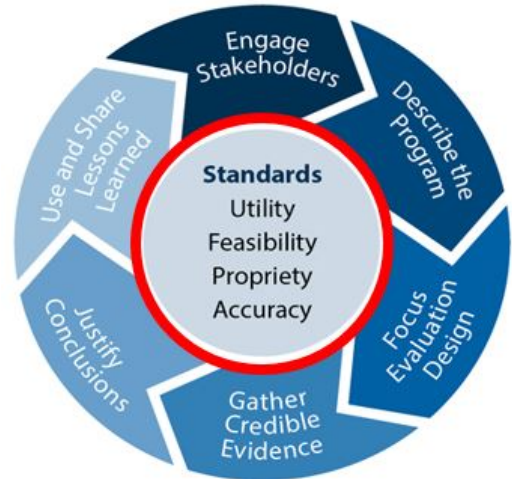 Engage
Stakeholders
Describe the
Program
Focus
Evaluation
Design
Gather
Credible
Evidence
Justify
Conclusions
Use and Share
Lessons
Learned
Standards
Utility
Feasibility
Propriety
Accuracy